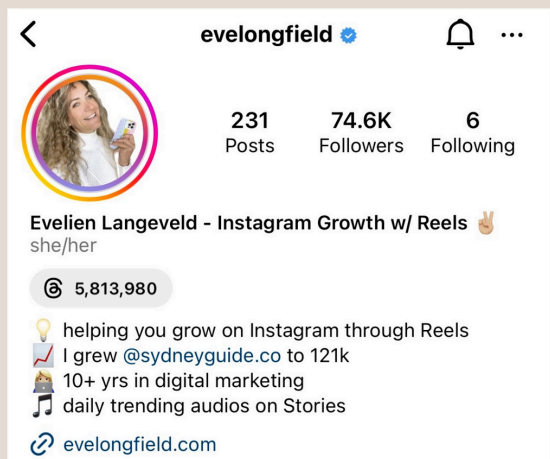 evelongfield
231 74.6K 6
Posts Followers Following
Evelien Langeveld - Instagram Growth w/ Reels ✌🏼
she/her
5,813,980
💡 helping you grow on Instagram through Reels
📈 I grew @sydneyguide.co to 121k
👩🏼‍💻 10+ yrs in digital marketing
🎵 daily trending audios on Stories
evelongfield.com